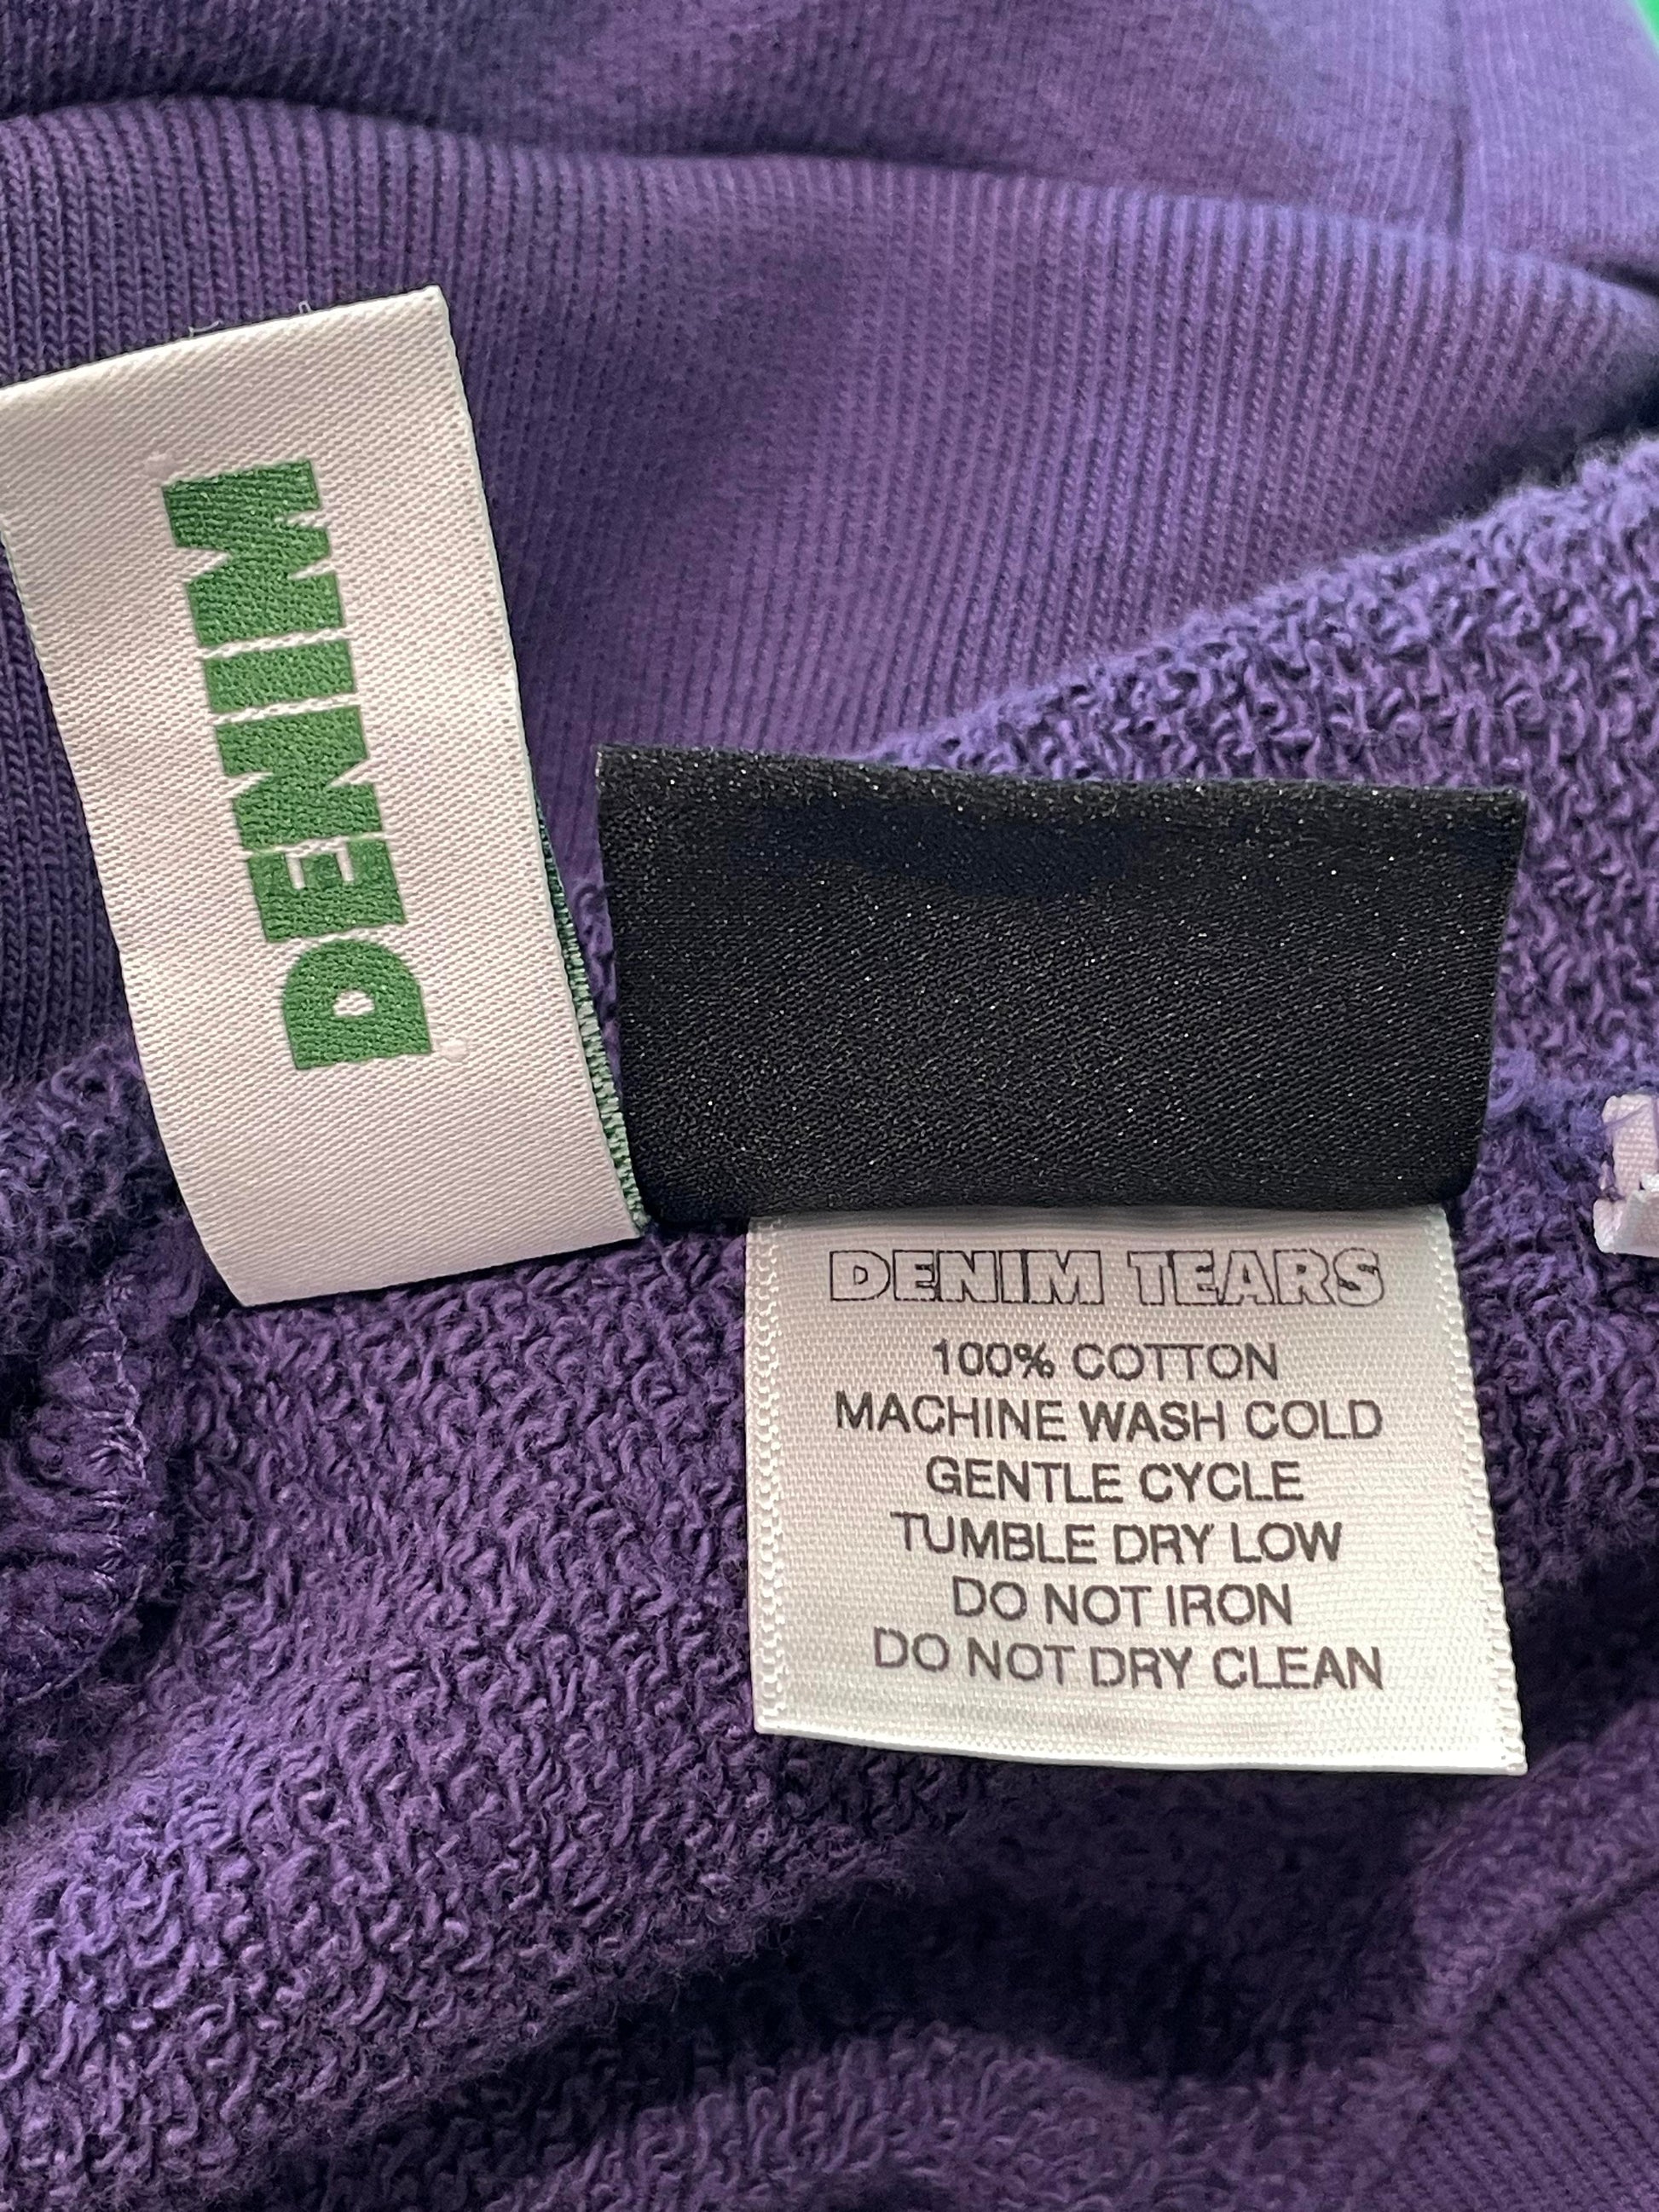 DENIM
DENIM TEARS
100% COTTON
MACHINE WASH COLD
GENTLE CYCLE
TUMBLE DRY LOW
DO NOT IRON
DO NOT DRY CLEAN